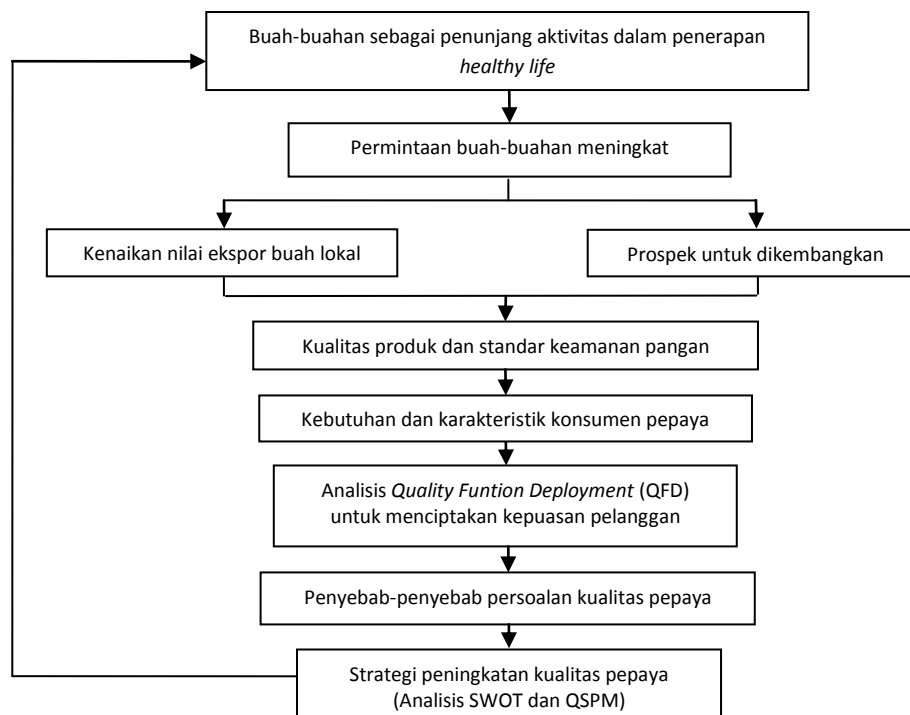 Buah-buahan sebagai penunjang aktivitas dalam penerapan
healthy life
Permintaan buah-buahan meningkat
Kenaikan nilai ekspor buah lokal
Prospek untuk dikembangkan
Kualitas produk dan standar keamanan pangan
Kebutuhan dan karakteristik konsumen pepaya
Analisis Quality Funtion Deployment (QFD)
untuk menciptakan kepuasan pelanggan
Penyebab-penyebab persoalan kualitas pepaya
Strategi peningkatan kualitas pepaya
(Analisis SWOT dan QSPM)